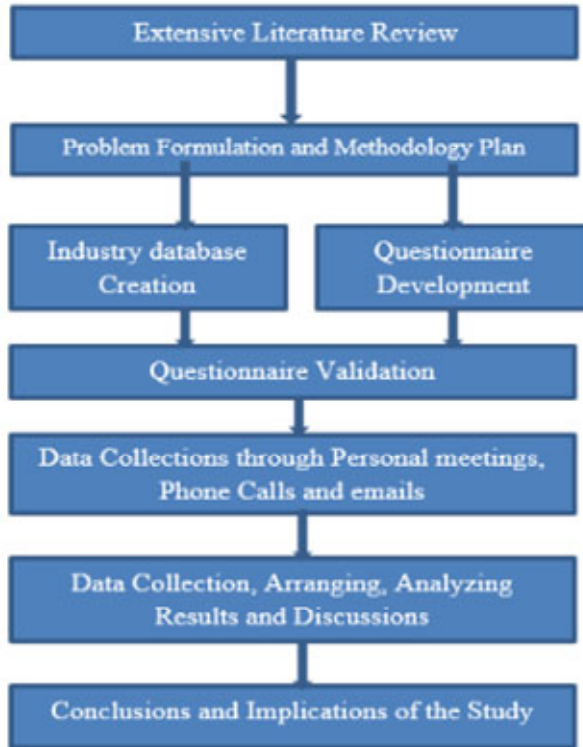 Extensive Literature Review
Problem Formulation and Methodology Plan
Industry database
Creation
Questionnaire
Development
Questionnaire Validation
Data Collections through Personal meetings,
Phone Calls and emails
Data Collection, Arranging, Analyzing
Results and Discussions
Conclusions and Implications of the Study